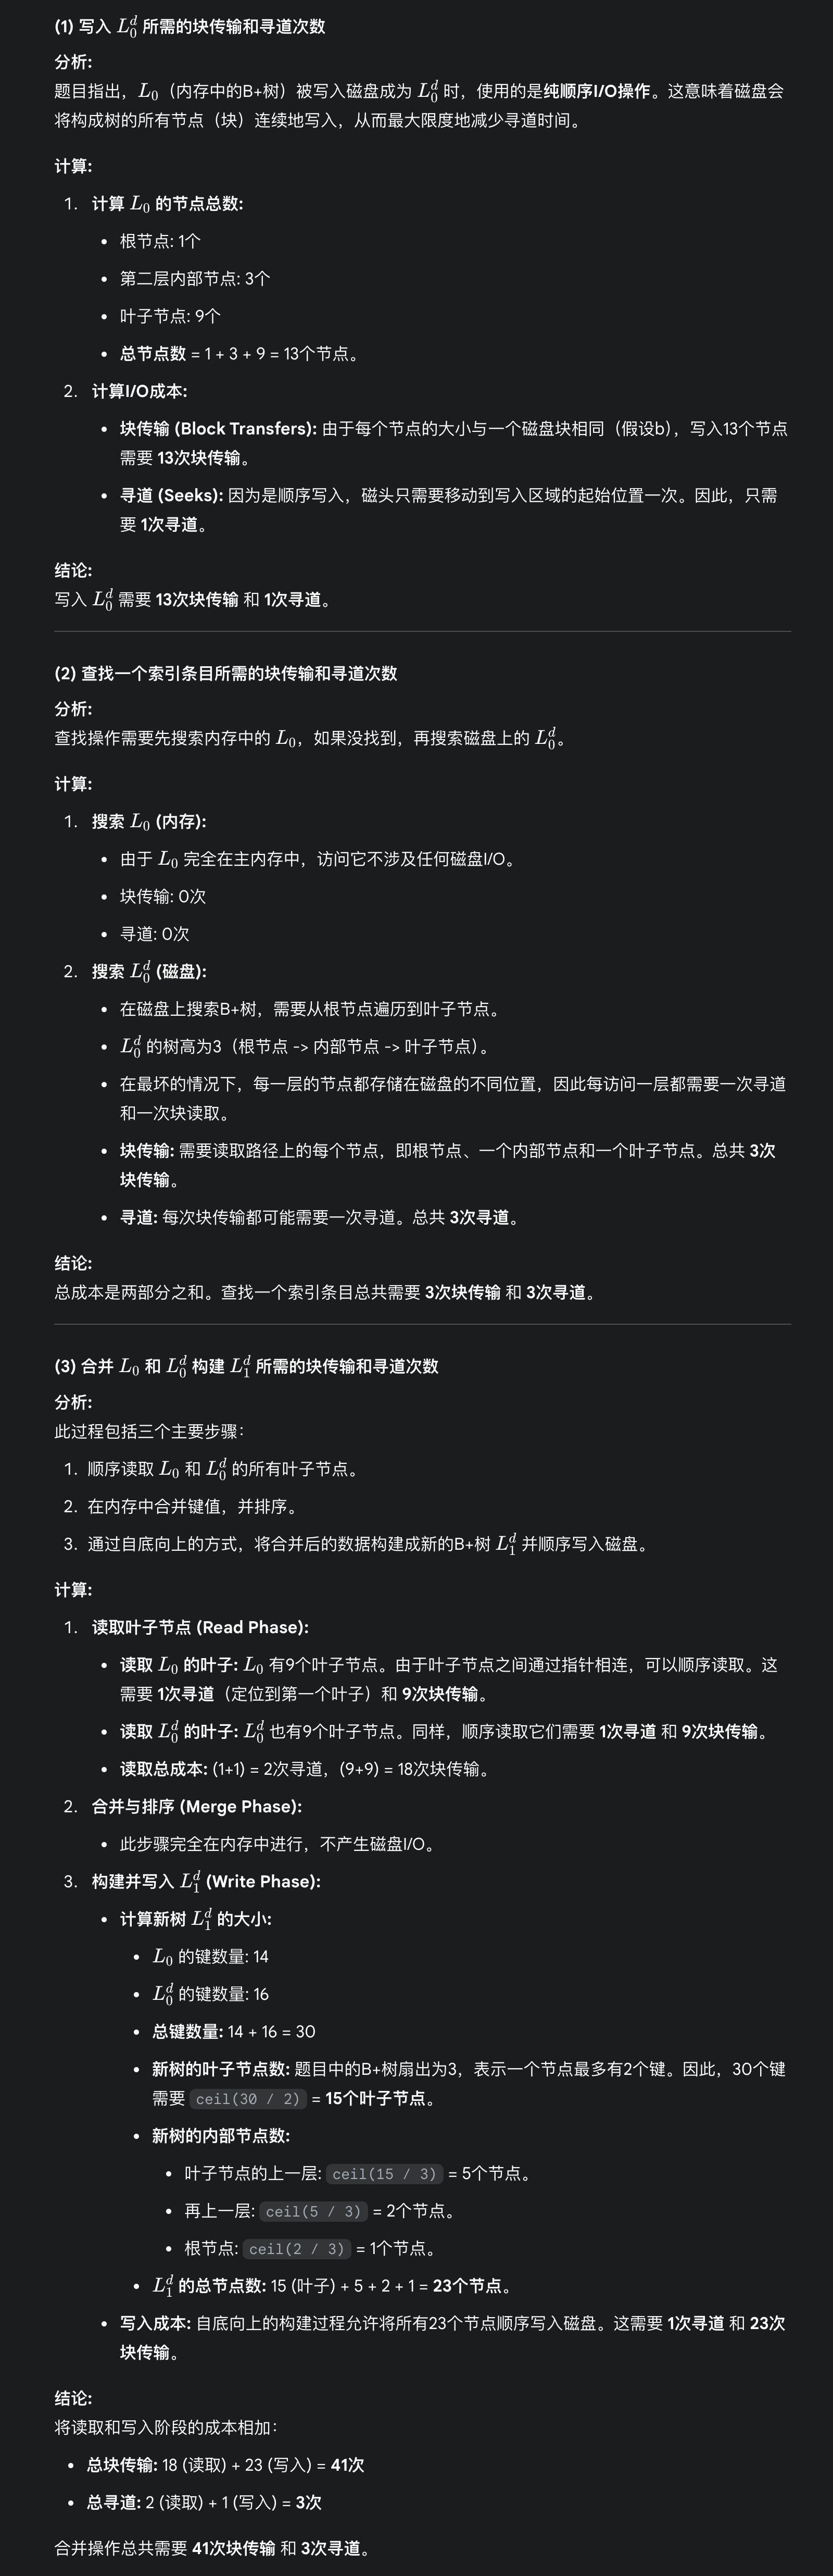 (1) 写入 L₀ᵈ 所需的块传输和寻道次数
分析:
题目指出，L₀（内存中的B+树）被写入磁盘成为 L₀ᵈ 时，使用的是纯顺序I/O操作。这意味着磁盘会
将构成树的所有节点（块）连续地写入，从而最大限度地减少寻道时间。
计算:
1. 计算 L₀ 的节点总数:
• 根节点: 1个
• 第二层内部节点: 3个
• 叶子节点: 9个
• 总节点数 = 1 + 3 + 9 = 13个节点。
2. 计算I/O成本:
• 块传输 (Block Transfers): 由于每个节点的大小与一个磁盘块相同（假设b），写入13个节点
需要 13次块传输。
• 寻道 (Seeks): 因为是顺序写入，磁头只需要移动到写入区域的起始位置一次。因此，只需
要 1次寻道。
结论:
写入 L₀ᵈ 需要 13次块传输 和 1次寻道。
(2) 查找一个索引条目所需的块传输和寻道次数
分析:
查找操作需要先搜索内存中的 L₀，如果没找到，再搜索磁盘上的 L₀ᵈ。
计算:
1. 搜索 L₀ (内存):
• 由于 L₀ 完全在主内存中，访问它不涉及任何磁盘I/O。
• 块传输: 0次
• 寻道: 0次
2. 搜索 L₀ᵈ (磁盘):
• 在磁盘上搜索B+树，需要从根节点遍历到叶子节点。
• L₀ᵈ 的树高为3（根节点 -> 内部节点 -> 叶子节点）。
• 在最坏的情况下，每一层的节点都存储在磁盘的不同位置，因此每访问一层都需要一次寻道
和一次块读取。
• 块传输: 需要读取路径上的每个节点，即根节点、一个内部节点和一个叶子节点。总共 3次
块传输。
• 寻道: 每次块传输都可能需要一次寻道。总共 3次寻道。
结论:
总成本是两部分之和。查找一个索引条目总共需要 3次块传输 和 3次寻道。
(3) 合并 L₀ 和 L₀ᵈ 构建 L₁ᵈ 所需的块传输和寻道次数
分析:
此过程包括三个主要步骤：
1. 顺序读取 L₀ 和 L₀ᵈ 的所有叶子节点。
2. 在内存中合并键值，并排序。
3. 通过自底向上的方式，将合并后的数据构建成新的B+树 L₁ᵈ 并顺序写入磁盘。
计算:
1. 读取叶子节点 (Read Phase):
• 读取 L₀ 的叶子: L₀ 有9个叶子节点。由于叶子节点之间通过指针相连，可以顺序读取。这
需要 1次寻道（定位到第一个叶子）和 9次块传输。
• 读取 L₀ᵈ 的叶子: L₀ᵈ 也有9个叶子节点。同样，顺序读取它们需要 1次寻道 和 9次块传输。
• 读取总成本: (1+1) = 2次寻道，(9+9) = 18次块传输。
2. 合并与排序 (Merge Phase):
• 此步骤完全在内存中进行，不产生磁盘I/O。
3. 构建并写入 L₁ᵈ (Write Phase):
• 计算新树 L₁ᵈ 的大小:
• L₀ 的键数量: 14
• L₀ᵈ 的键数量: 16
• 总键数量: 14 + 16 = 30
• 新树的叶子节点数: 题目中的B+树扇出为3，表示一个节点最多有2个键。因此，30个键
需要 ceil(30 / 2) = 15个叶子节点。
• 新树的内部节点数:
• 叶子节点的上一层: ceil(15 / 3) = 5个节点。
• 再上一层: ceil(5 / 3) = 2个节点。
• 根节点: ceil(2 / 3) = 1个节点。
• L₁ᵈ 的总节点数: 15 (叶子) + 5 + 2 + 1 = 23个节点。
• 写入成本: 自底向上的构建过程允许将所有23个节点顺序写入磁盘。这需要 1次寻道 和 23次
块传输。
结论:
将读取和写入阶段的成本相加：
• 总块传输: 18 (读取) + 23 (写入) = 41次
• 总寻道: 2 (读取) + 1 (写入) = 3次
合并操作总共需要 41次块传输 和 3次寻道。